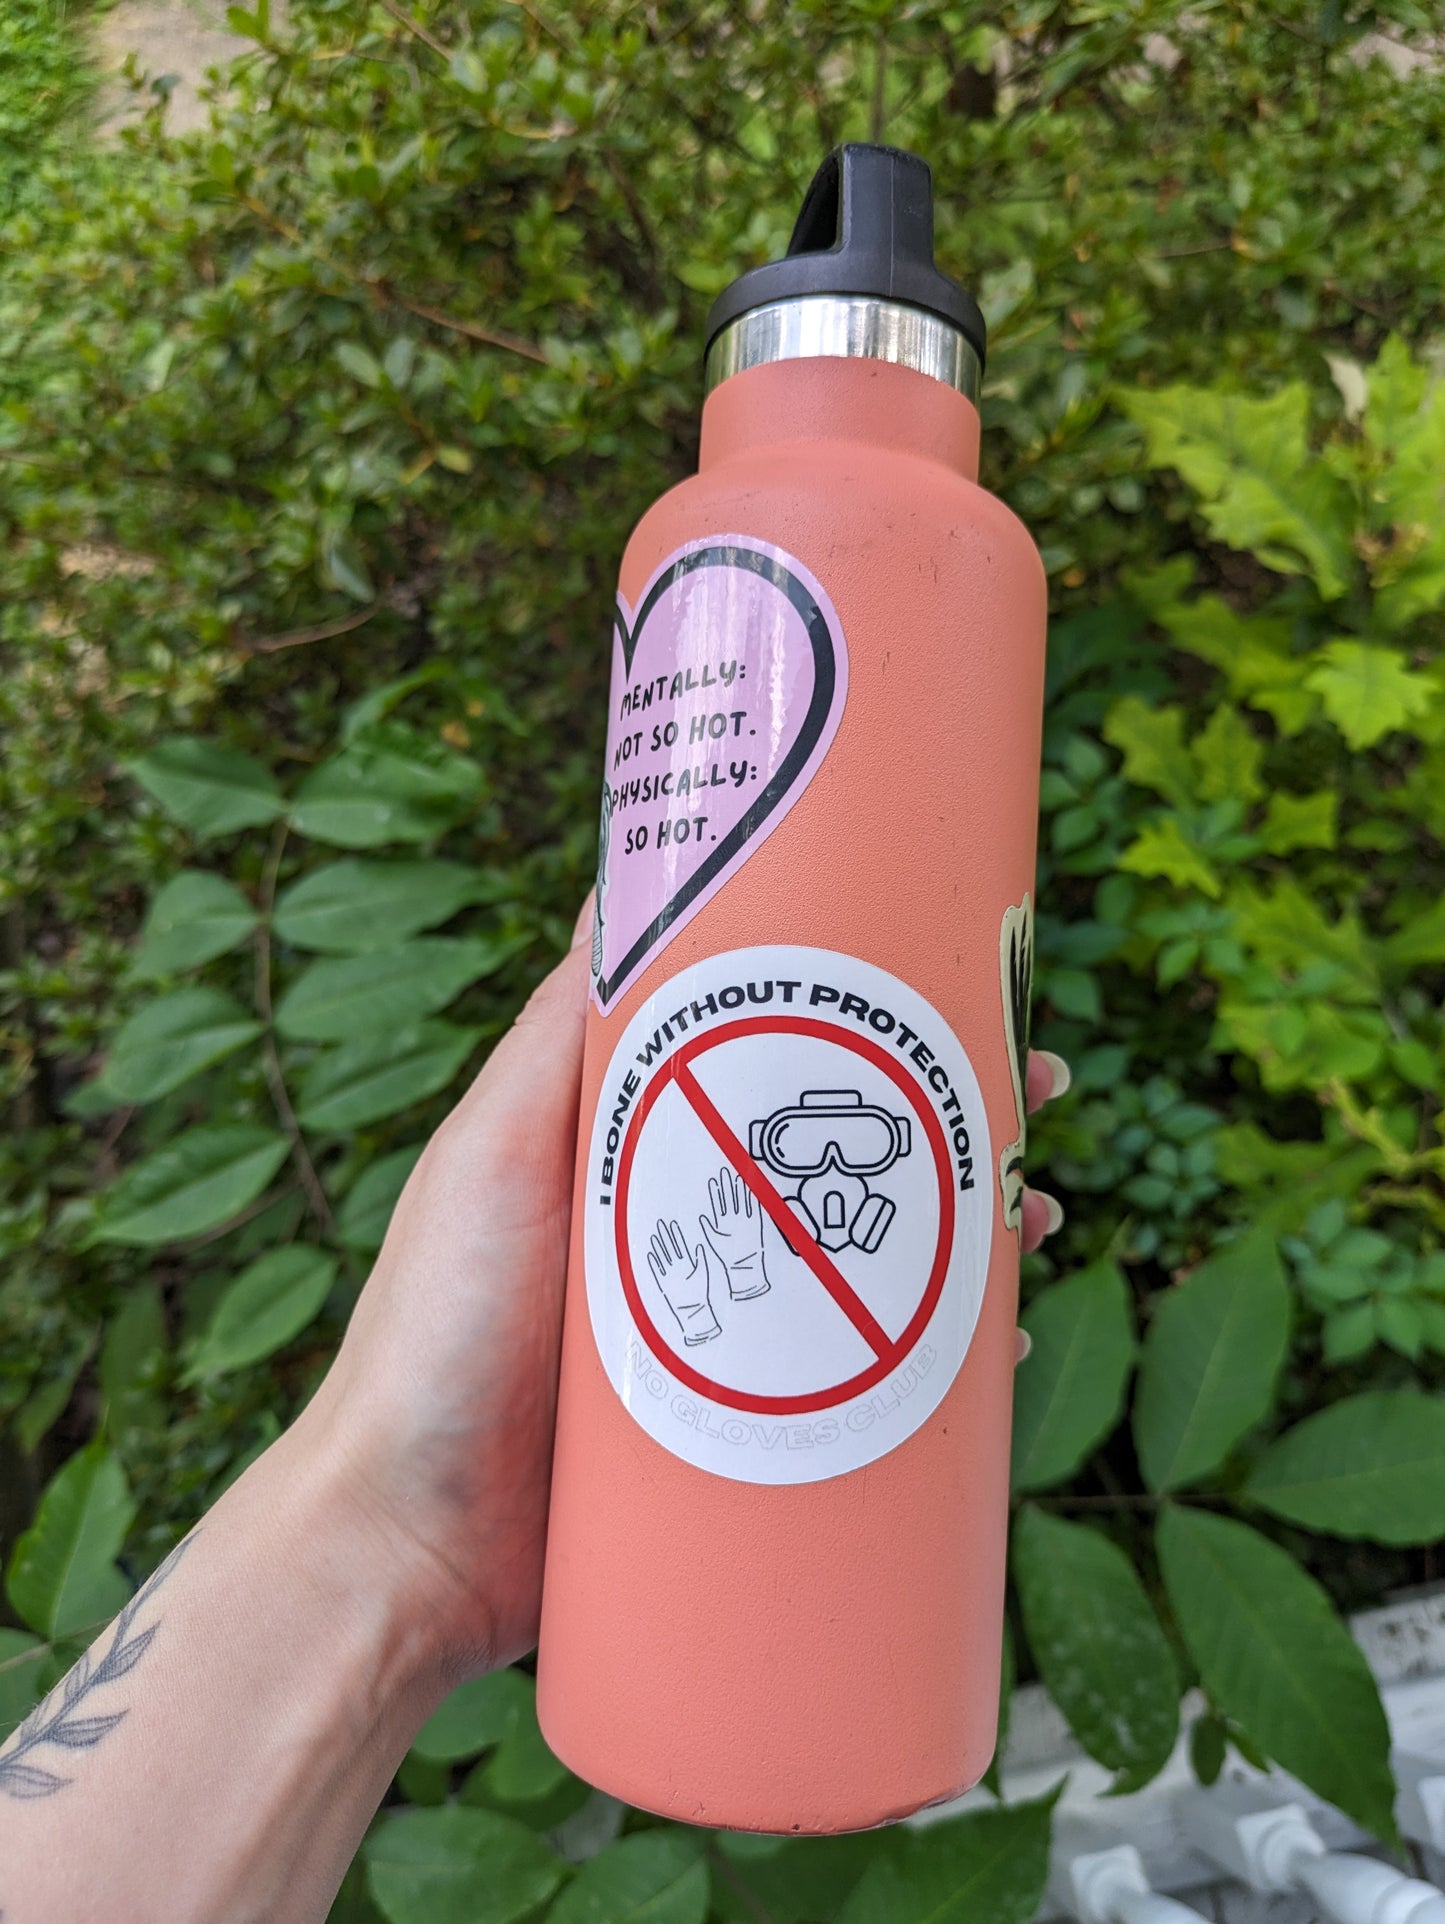 MENTALLY:
NOT SO HOT.
PHYSICALLY:
SO HOT.
I BONE WITHOUT PROTECTION
NO GLOVES CLUB